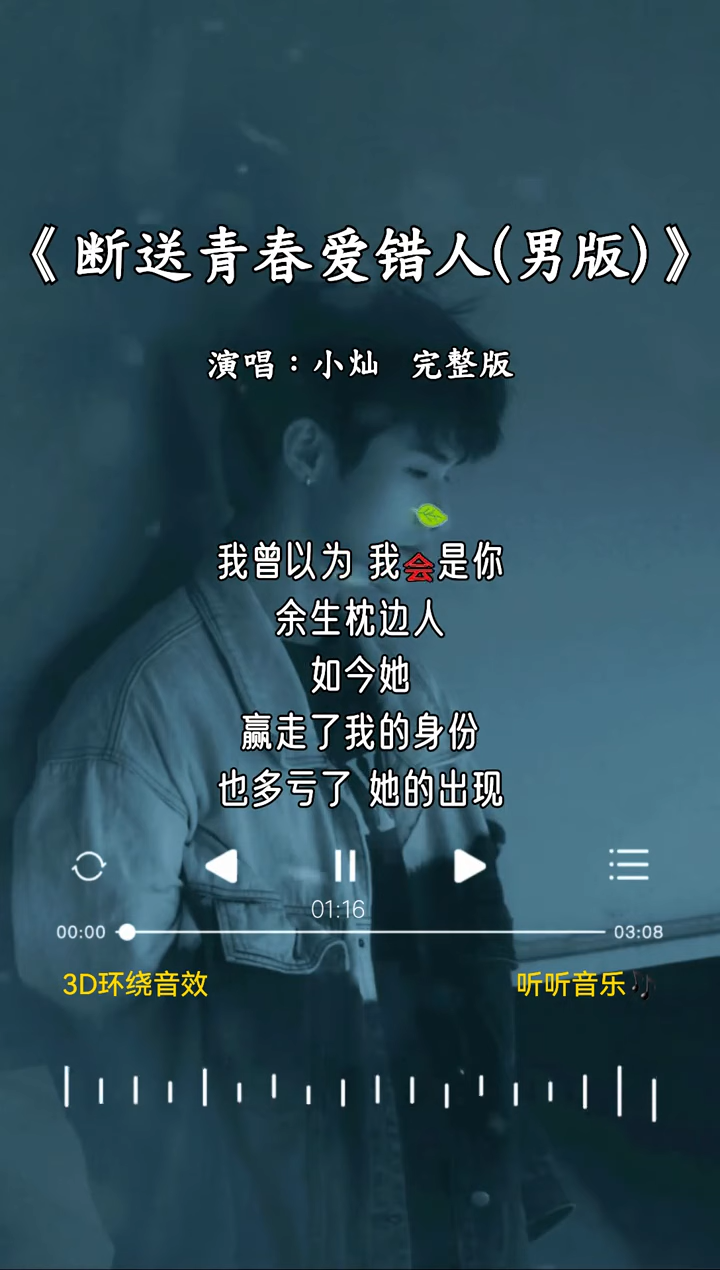 《断送青春爱错人(男版)》
演唱：小灿 完整版
我曾以为 我会是你
余生枕边人
如今她
赢走了我的身份
也多亏了 她的出现
01:16
00:00 03:08
3D环绕音效 听听音乐🎶